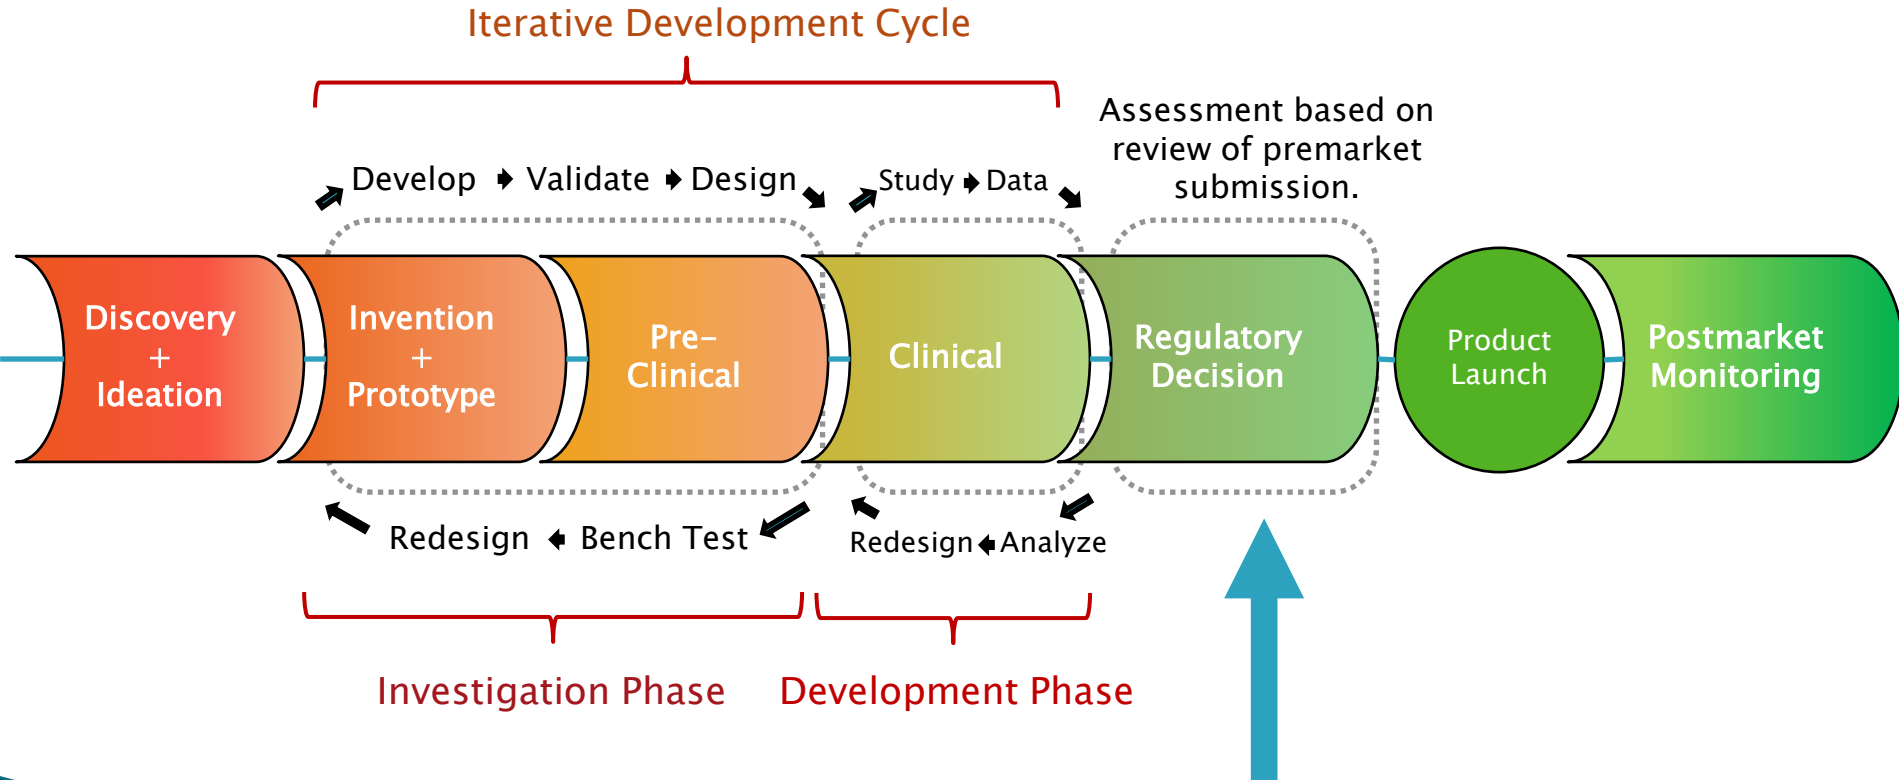 Iterative Development Cycle
Assessment based on
review of premarket
submission.
Develop Validate Design
Study Data
Discovery
+
Ideation
Invention
+
Prototype
Pre-
Clinical
Clinical
Regulatory
Decision
Product
Launch
Postmarket
Monitoring
Redesign Bench Test
Redesign Analyze
Investigation Phase
Development Phase